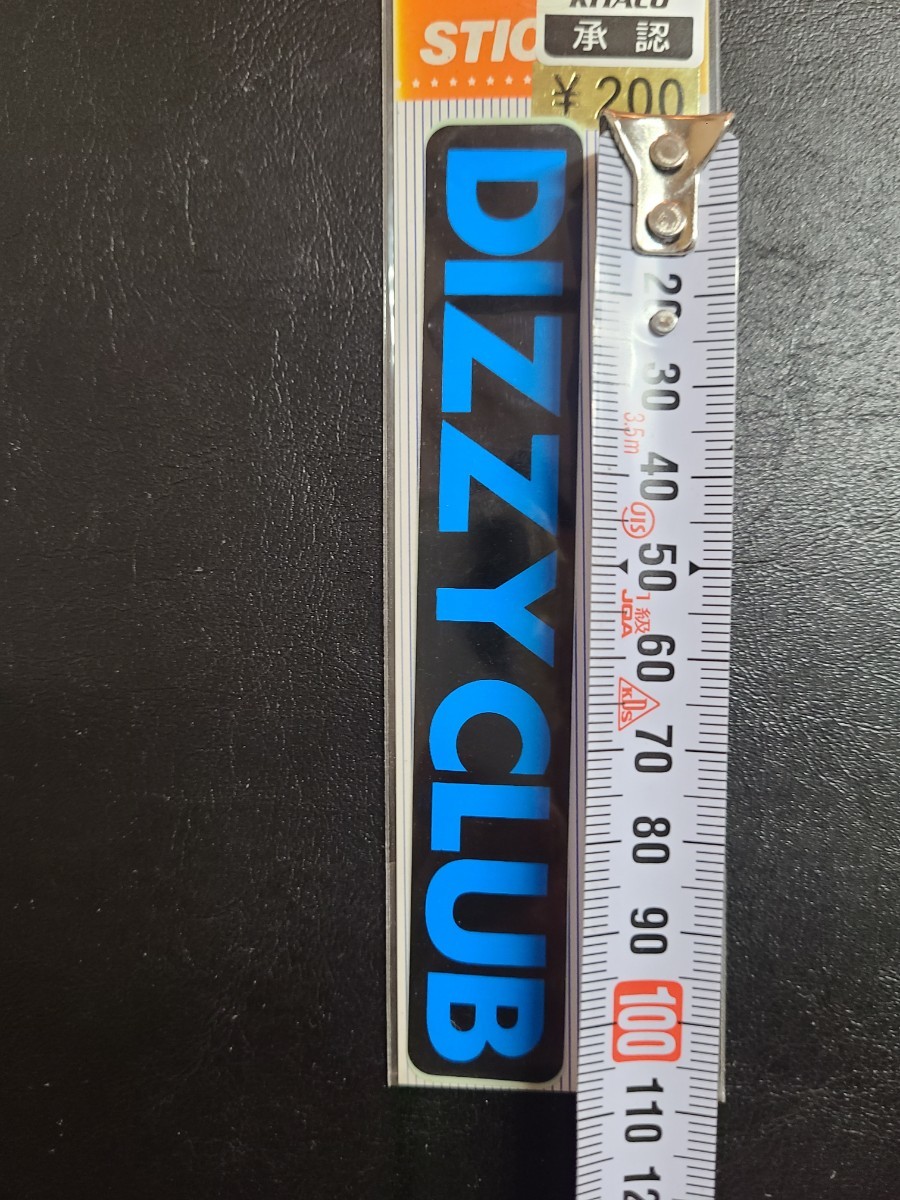 STIC
承認
¥200
DIZZY CLUB
20
30
3.5m
40
JIS
50
1級
JQA
60
KDS
70
80
90
100
110